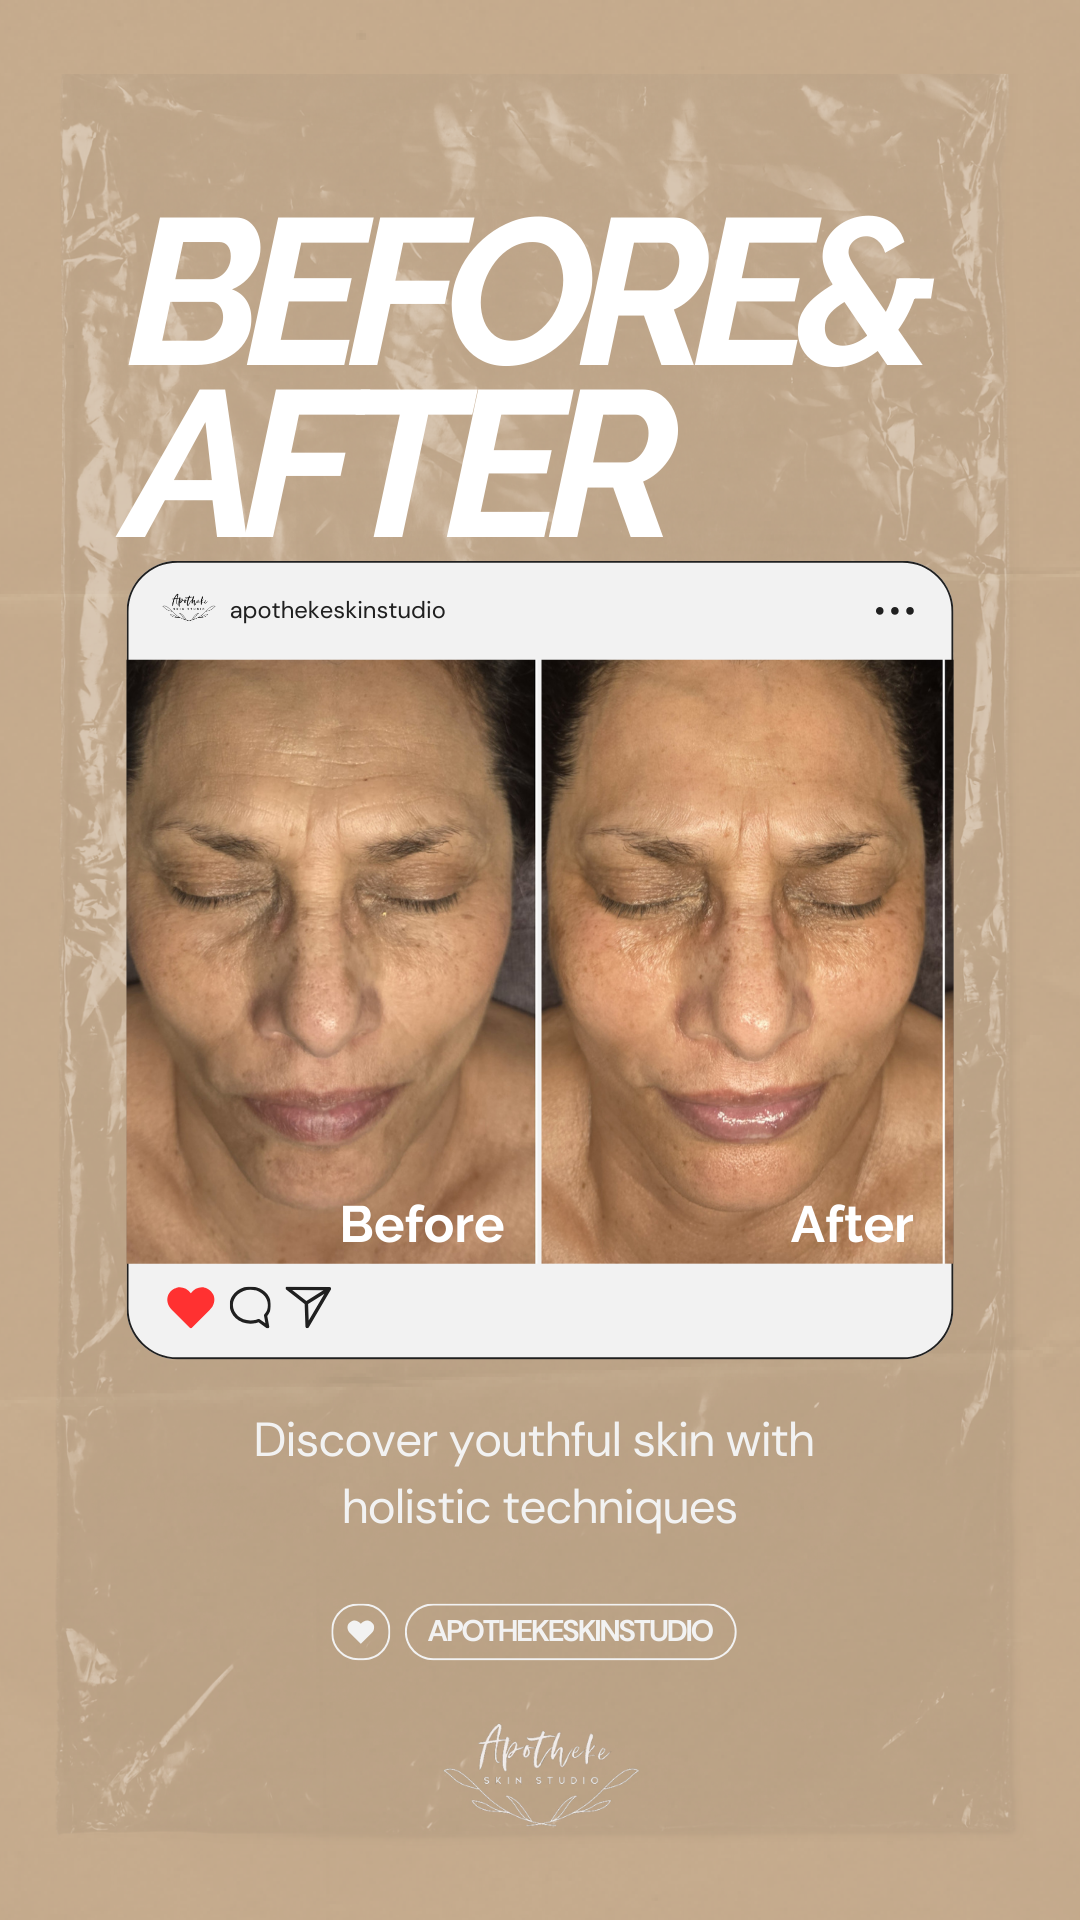 BEFORE&
AFTER
Apotheke
SKIN STUDIO
apothekeskinstudio
Before
After
Discover youthful skin with
holistic techniques
APOTHEKESKINSTUDIO
Apotheke
SKIN STUDIO